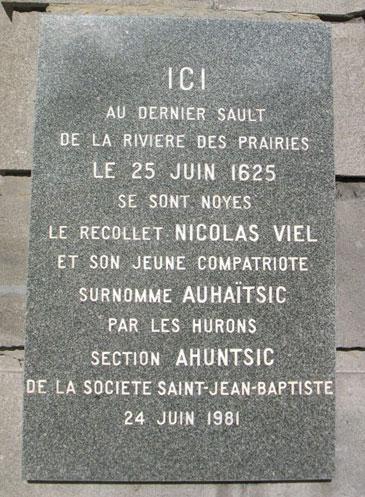 ICI
AU DERNIER SAULT
DE LA RIVIERE DES PRAIRIES
LE 25 JUIN 1625
SE SONT NOYES
LE RECOLLET NICOLAS VIEL
ET SON JEUNE COMPATRIOTE
SURNOMME AUHAÏTSIC
PAR LES HURONS
SECTION AHUNTSIC
DE LA SOCIETE SAINT-JEAN-BAPTISTE
24 JUIN 1981